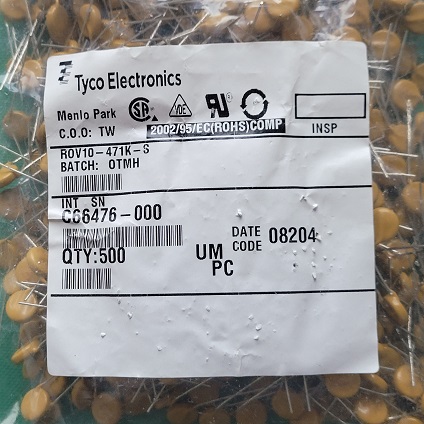 Tyco Electronics
Menlo Park
C.O.O: TW
2002/95/EC(ROHS)COMP
INSP
ROV10-471K-S
BATCH: OTMH
INT SN
C66476-000
QTY:500
UM
PC
DATE
CODE 08204